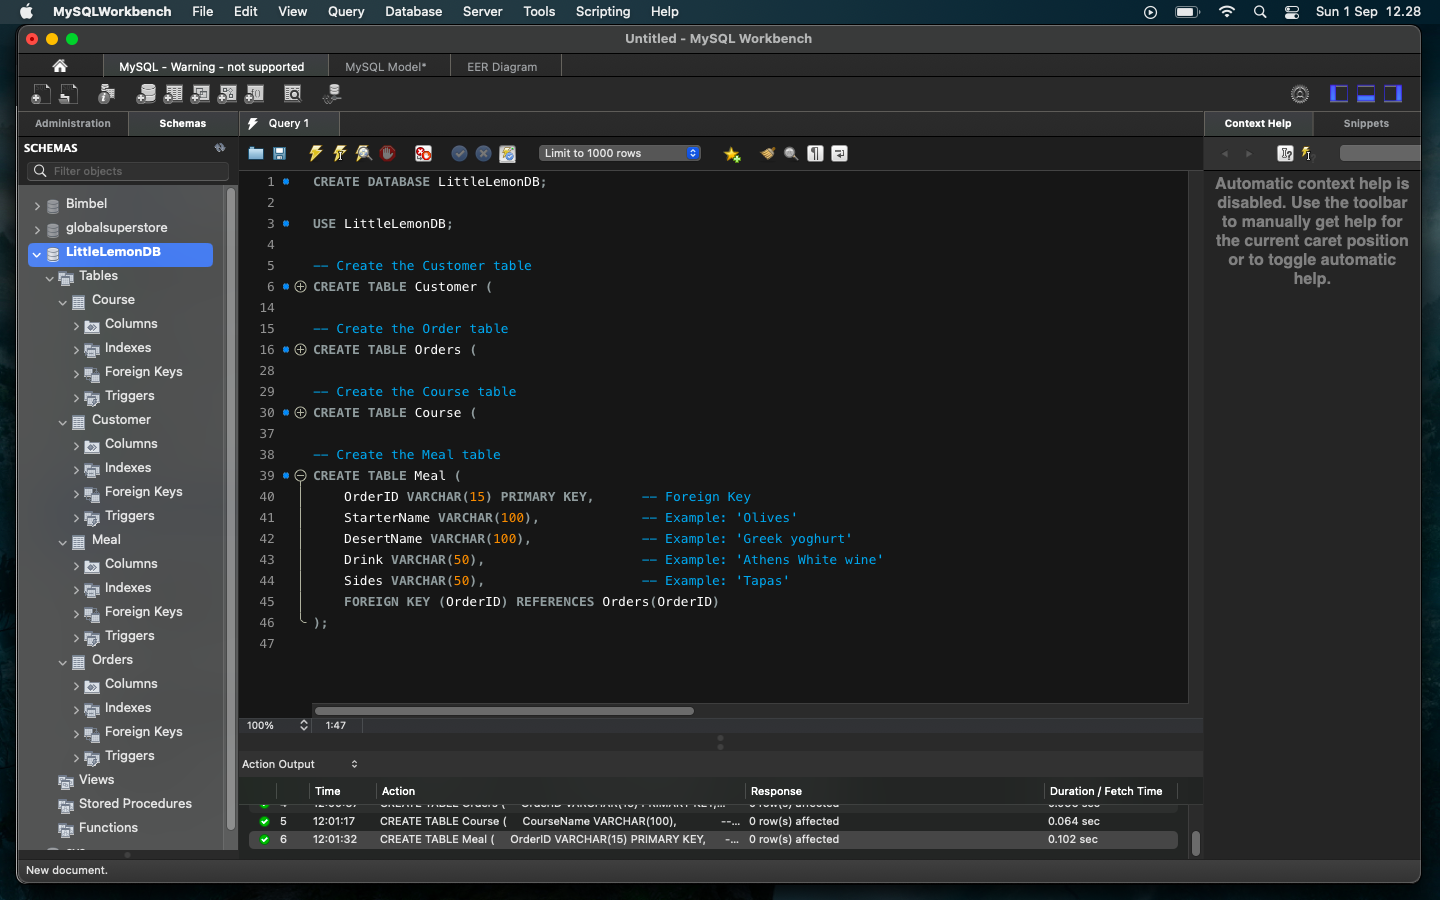 MySQLWorkbench File Edit View Query Database Server Tools Scripting Help Sun 1 Sep 12.28
Untitled - MySQL Workbench
MySQL - Warning - not supported MySQL Model* EER Diagram
Administration Schemas Query 1 Context Help Snippets
SCHEMAS
Filter objects
Bimbel
globalsuperstore
LittleLemonDB
Tables
Course
Columns
Indexes
Foreign Keys
Triggers
Customer
Columns
Indexes
Foreign Keys
Triggers
Meal
Columns
Indexes
Foreign Keys
Triggers
Orders
Columns
Indexes
Foreign Keys
Triggers
Views
Stored Procedures
Functions
Limit to 1000 rows
1 CREATE DATABASE LittleLemonDB;
2
3 USE LittleLemonDB;
4
5 -- Create the Customer table
6 CREATE TABLE Customer (
14
15 -- Create the Order table
16 CREATE TABLE Orders (
28
29 -- Create the Course table
30 CREATE TABLE Course (
37
38 -- Create the Meal table
39 CREATE TABLE Meal (
40 OrderID VARCHAR(15) PRIMARY KEY, -- Foreign Key
41 StarterName VARCHAR(100), -- Example: 'Olives'
42 DesertName VARCHAR(100), -- Example: 'Greek yoghurt'
43 Drink VARCHAR(50), -- Example: 'Athens White wine'
44 Sides VARCHAR(50), -- Example: 'Tapas'
45 FOREIGN KEY (OrderID) REFERENCES Orders(OrderID)
46 );
47
100% 1:47
Automatic context help is
disabled. Use the toolbar
to manually get help for
the current caret position
or to toggle automatic
help.
Action Output
Time Action Response Duration / Fetch Time
5 12:01:17 CREATE TABLE Course ( CourseName VARCHAR(100), --... 0 row(s) affected 0.064 sec
6 12:01:32 CREATE TABLE Meal ( OrderID VARCHAR(15) PRIMARY KEY, -... 0 row(s) affected 0.102 sec
New document.